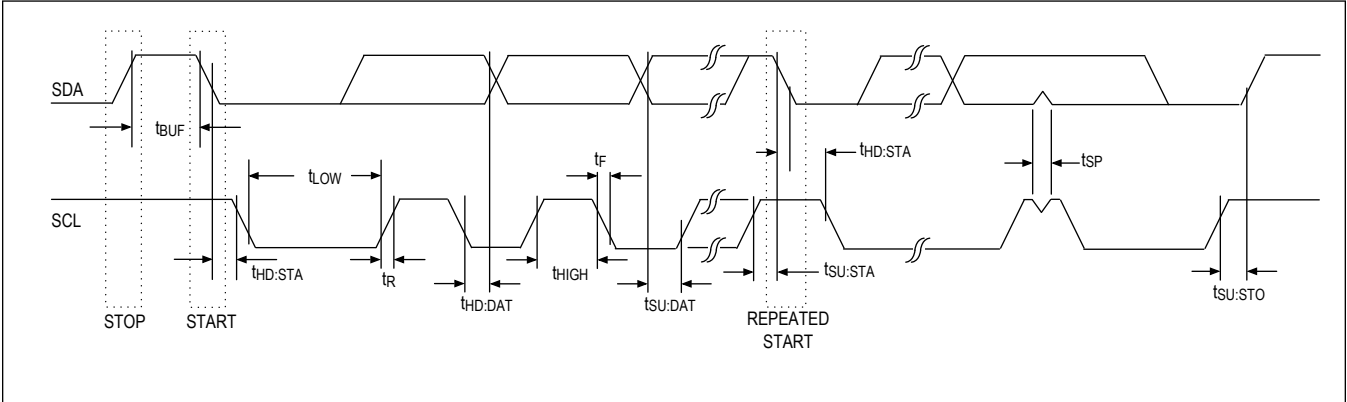 SDA
tBUF
tF
tHD:STA
tSP
tLOW
SCL
tHD:STA
tR
tHD:DAT
tHIGH
tSU:DAT
tSU:STA
tSU:STO
STOP
START
REPEATED
START